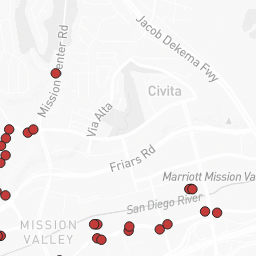 Jacob Dekema Fwy
Mission Center Rd
Civita
Via Alta
Friars Rd
Marriott Mission Va
San Diego River
MISSION
VALLEY